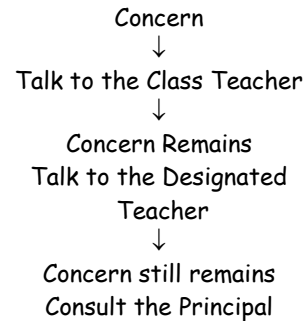 Concern
↓
Talk to the Class Teacher
↓
Concern Remains
Talk to the Designated
Teacher
↓
Concern still remains
Consult the Principal